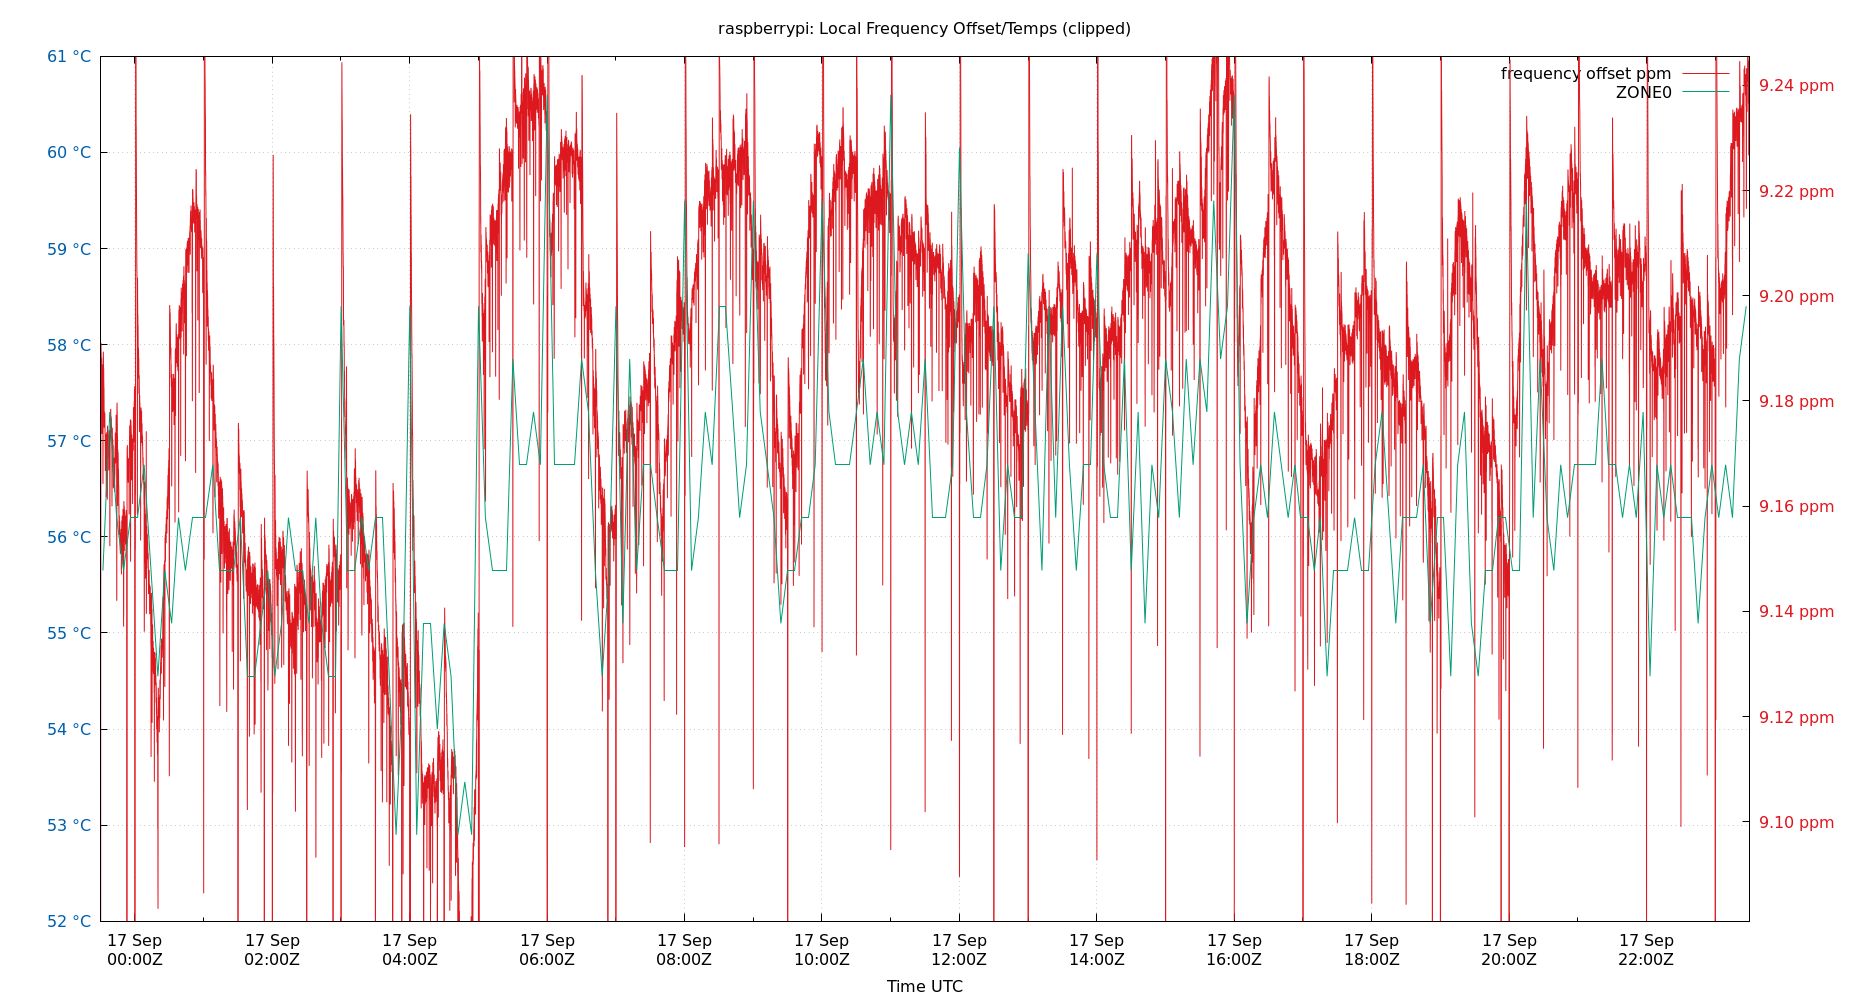 raspberrypi: Local Frequency Offset/Temps (clipped)
frequency offset ppm
ZONE0
61 °C
60 °C
59 °C
58 °C
57 °C
56 °C
55 °C
54 °C
53 °C
52 °C
9.24 ppm
9.22 ppm
9.20 ppm
9.18 ppm
9.16 ppm
9.14 ppm
9.12 ppm
9.10 ppm
17 Sep 17 Sep 17 Sep 17 Sep 17 Sep 17 Sep 17 Sep 17 Sep 17 Sep 17 Sep 17 Sep 17 Sep
00:00Z 02:00Z 04:00Z 06:00Z 08:00Z 10:00Z 12:00Z 14:00Z 16:00Z 18:00Z 20:00Z 22:00Z
Time UTC